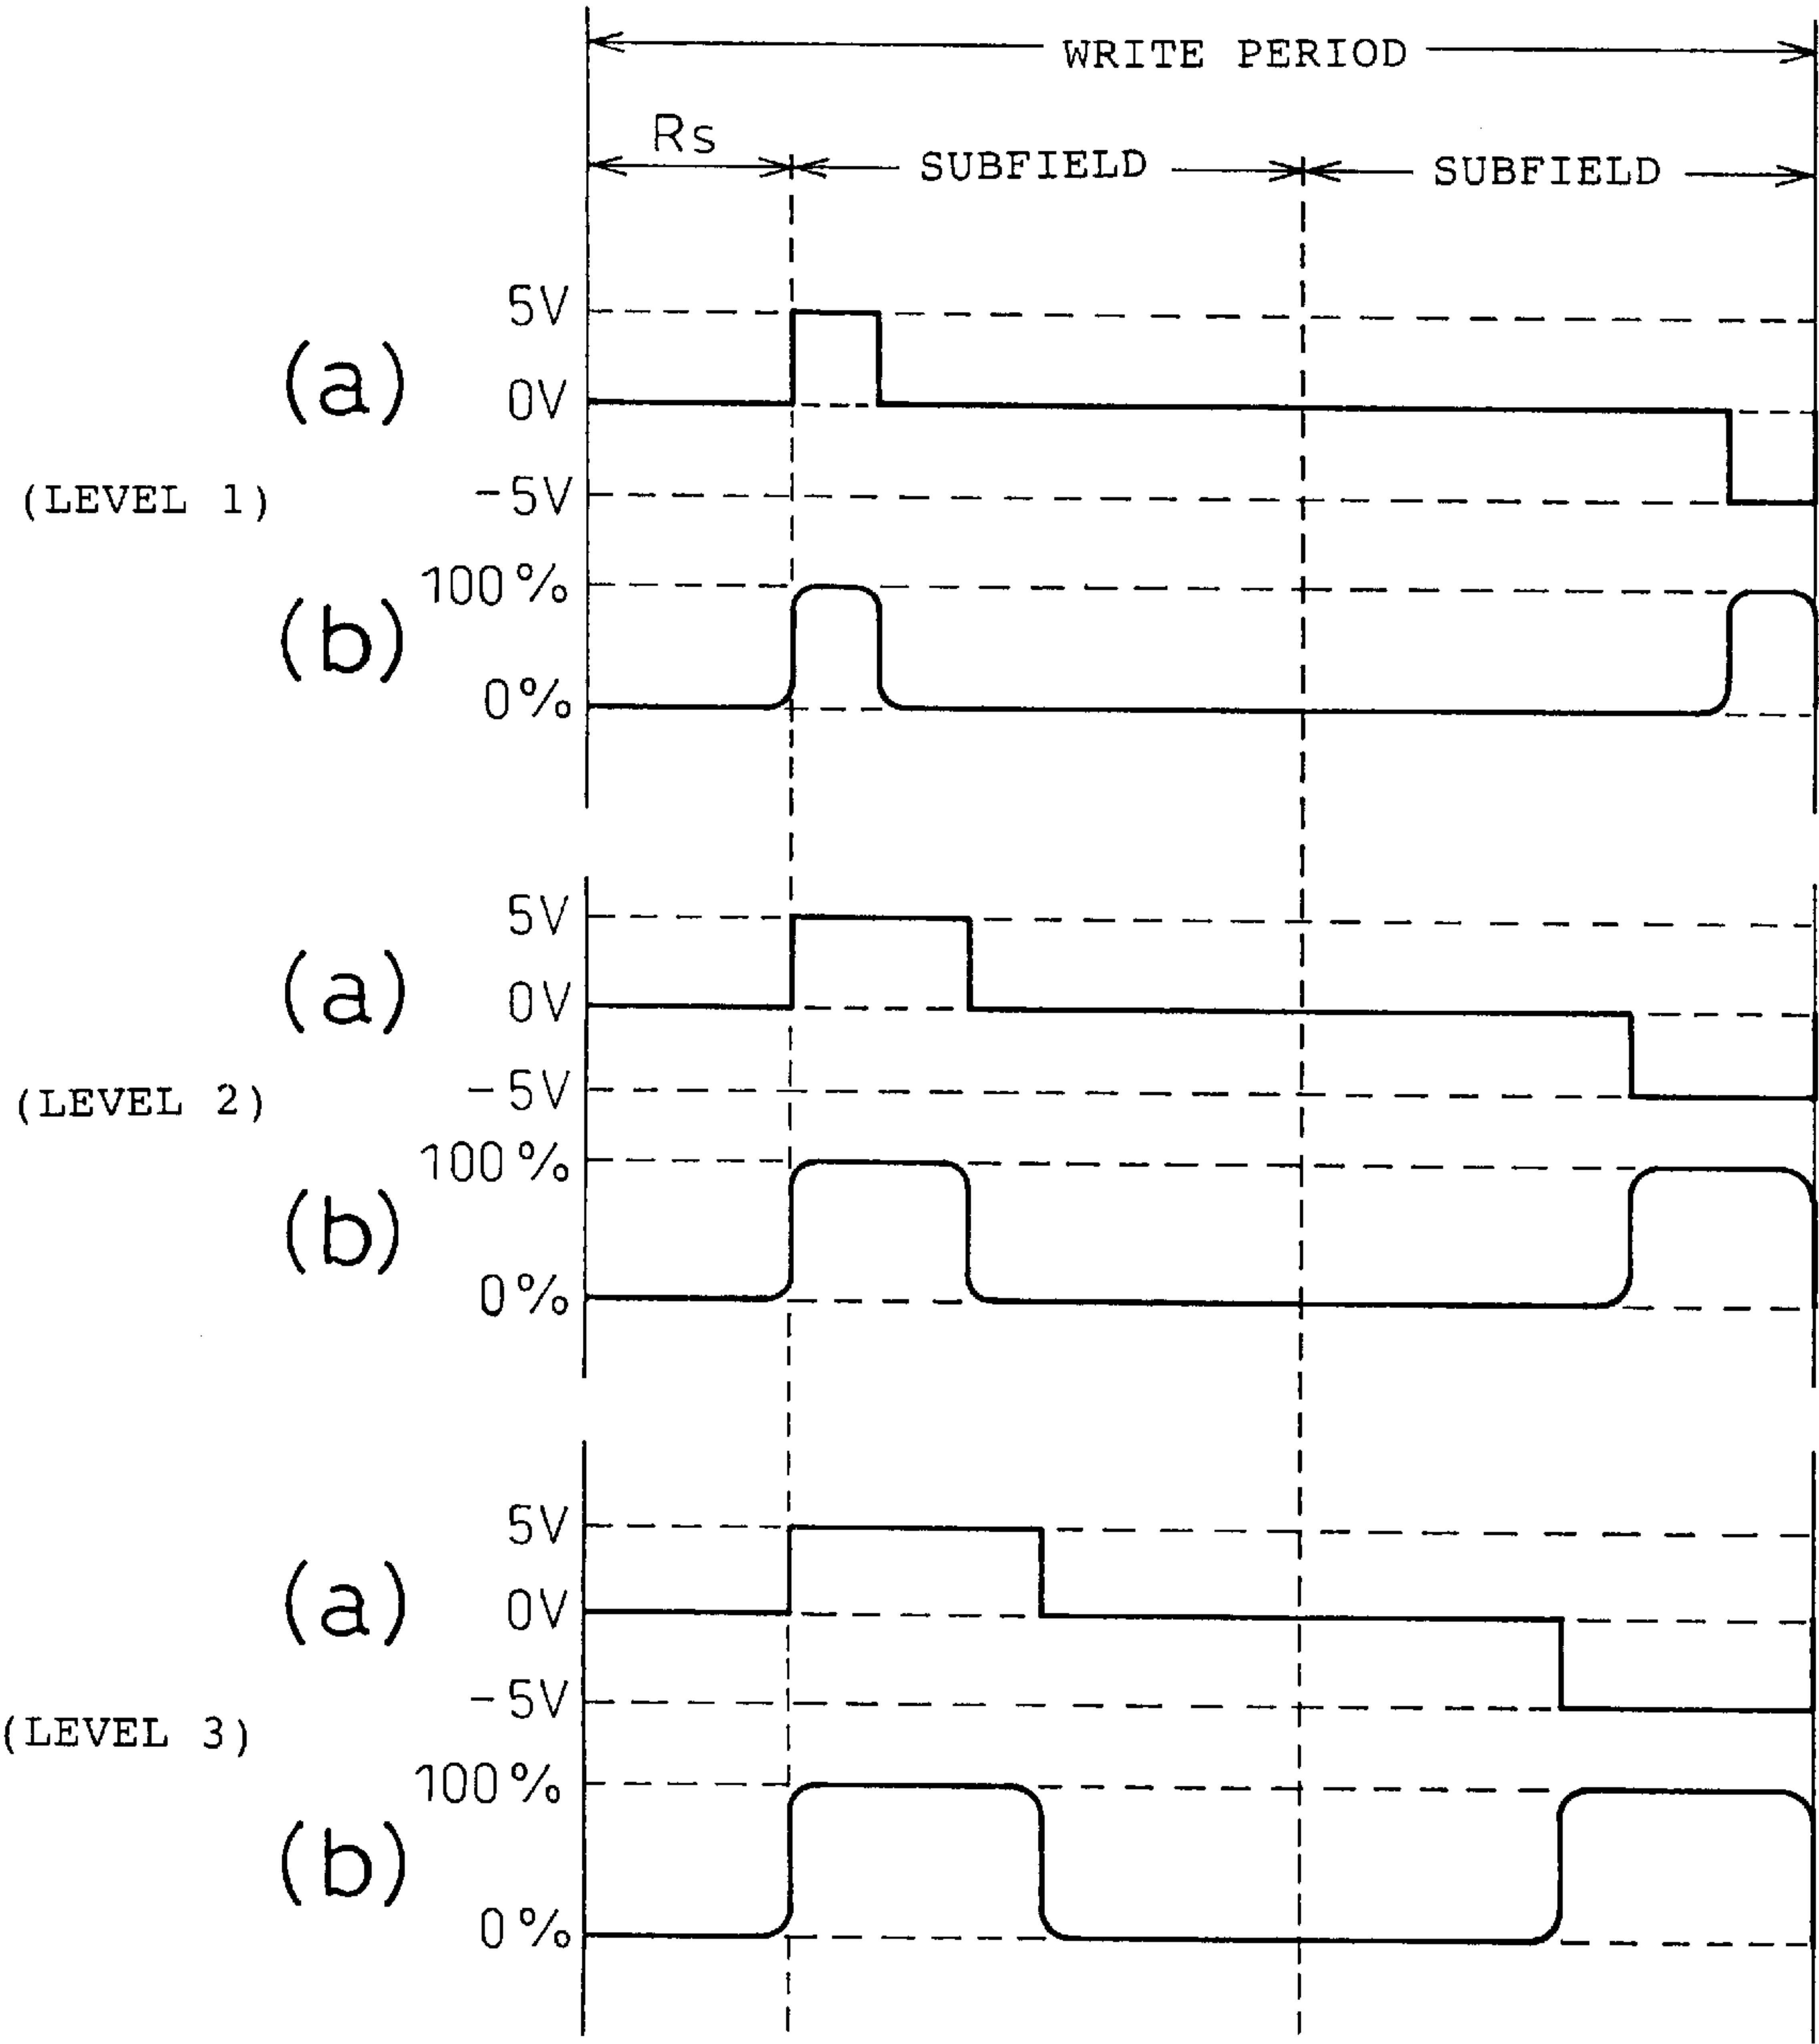 WRITE PERIOD
Rs
SUBFIELD SUBFIELD
5V
(a) 0V
(LEVEL 1) -5V
100%
(b)
0%
5V
(a) 0V
(LEVEL 2) -5V
100%
(b)
0%
5V
(a) 0V
-5V
(LEVEL 3)
100%
(b)
0%